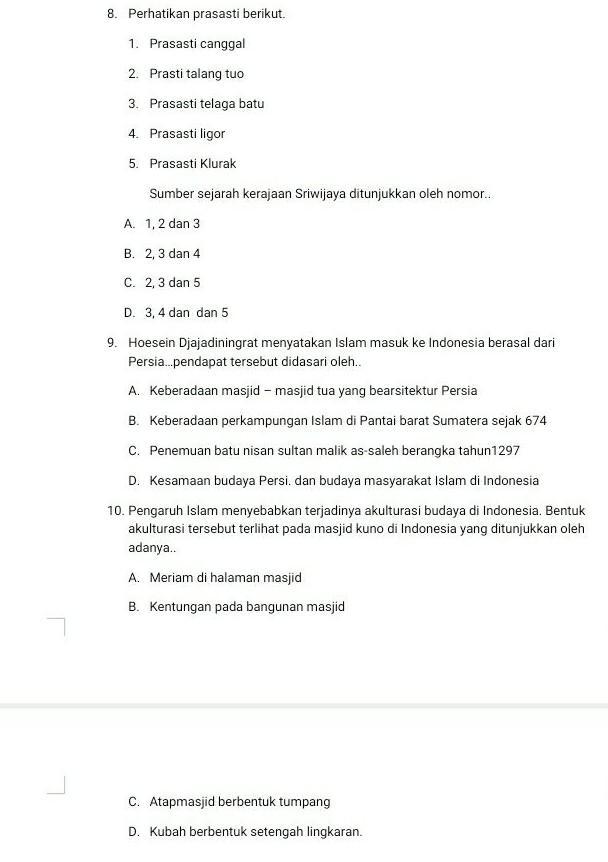 8. Perhatikan prasasti berikut.
1. Prasasti canggal
2. Prasti talang tuo
3. Prasasti telaga batu
4. Prasasti ligor
5. Prasasti Klurak
Sumber sejarah kerajaan Sriwijaya ditunjukkan oleh nomor..
A. 1, 2 dan 3
B. 2, 3 dan 4
C. 2, 3 dan 5
D. 3, 4 dan dan 5
9. Hoesein Djajadiningrat menyatakan Islam masuk ke Indonesia berasal dari
Persia...pendapat tersebut didasari oleh..
A. Keberadaan masjid – masjid tua yang bearsitektur Persia
B. Keberadaan perkampungan Islam di Pantai barat Sumatera sejak 674
C. Penemuan batu nisan sultan malik as-saleh berangka tahun1297
D. Kesamaan budaya Persi. dan budaya masyarakat Islam di Indonesia
10. Pengaruh Islam menyebabkan terjadinya akulturasi budaya di Indonesia. Bentuk
akulturasi tersebut terlihat pada masjid kuno di Indonesia yang ditunjukkan oleh
adanya..
A. Meriam di halaman masjid
B. Kentungan pada bangunan masjid
C. Atapmasjid berbentuk tumpang
D. Kubah berbentuk setengah lingkaran.